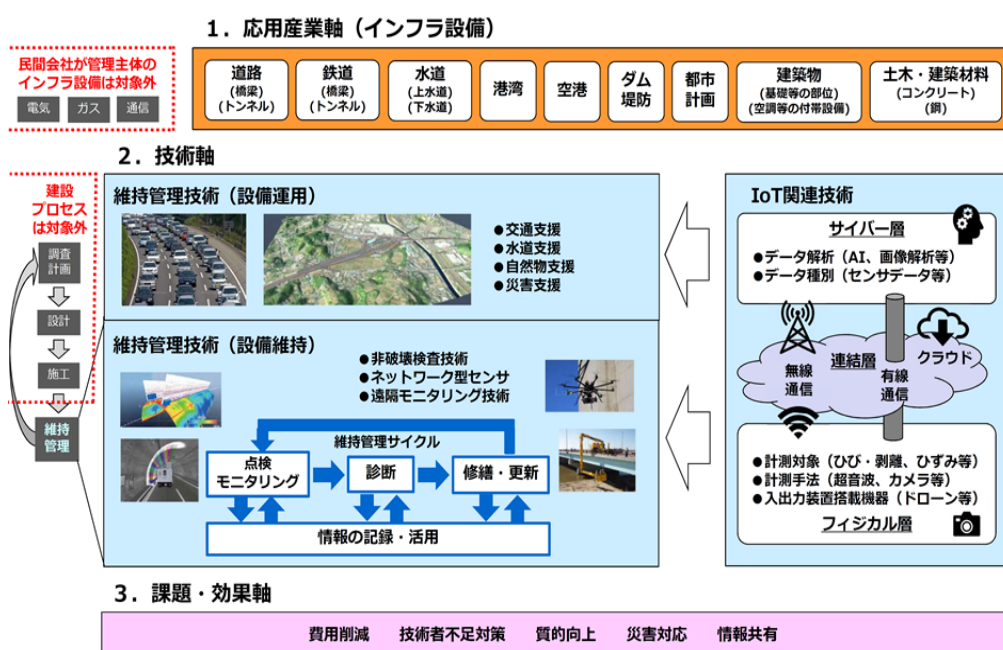 1. 応用産業軸（インフラ設備）
民間会社が管理主体の
インフラ設備は対象外
電気 ガス 通信
道路
(橋梁)
(トンネル)
鉄道
(橋梁)
(トンネル)
水道
(上水道)
(下水道)
港湾
空港
ダム
堤防
都市
計画
建築物
(基礎等の部位)
(空調等の付帯設備)
土木・建築材料
(コンクリート)
(鋼)
2. 技術軸
建設
プロセス
は対象外
調査
計画
設計
施工
維持
管理
維持管理技術（設備運用）
●交通支援
●水道支援
●自然物支援
●災害支援
維持管理技術（設備維持）
●非破壊検査技術
●ネットワーク型センサ
●遠隔モニタリング技術
維持管理サイクル
点検
モニタリング
診断
修繕・更新
情報の記録・活用
IoT関連技術
サイバー層
●データ解析（AI、画像解析等）
●データ種別（センサデータ等）
無線
通信
連結層
有線
通信
クラウド
●計測対象（ひび・剥離、ひずみ等）
●計測手法（超音波、カメラ等）
●入出力装置搭載機器（ドローン等）
フィジカル層
3. 課題・効果軸
費用削減 技術者不足対策 質的向上 災害対応 情報共有